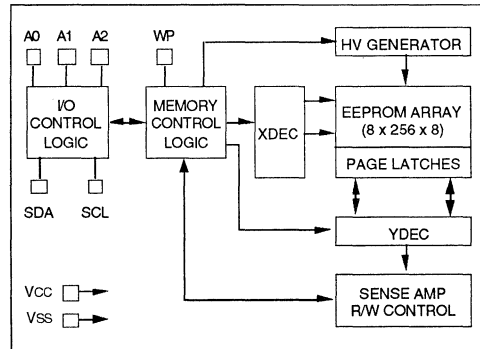 A0 A1 A2 WP
HV GENERATOR
I/O
CONTROL
LOGIC
MEMORY
CONTROL
LOGIC
XDEC
EEPROM ARRAY
(8 x 256 x 8)
PAGE LATCHES
SDA SCL
YDEC
VCC
VSS
SENSE AMP
R/W CONTROL